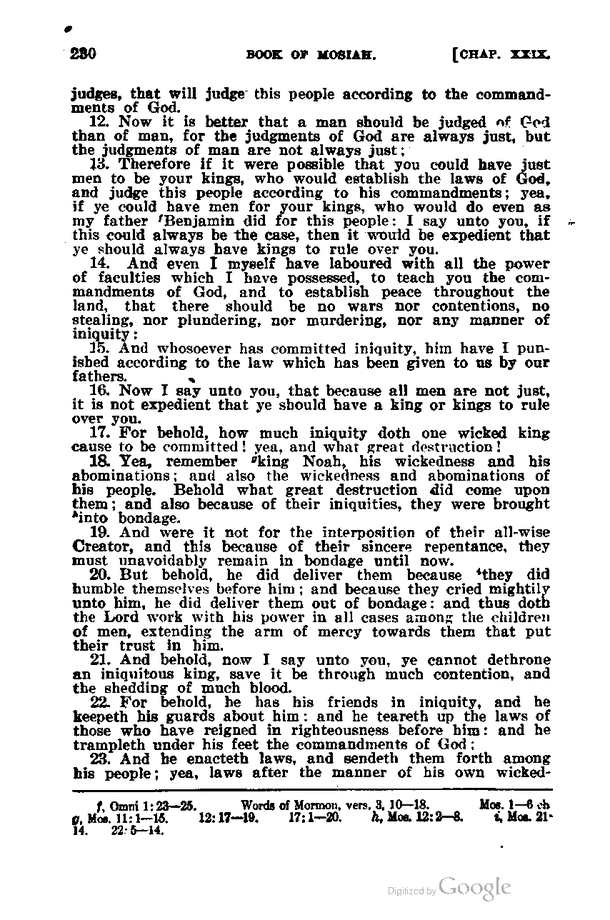 230 BOOK OF MOSIAH. [CHAP. XXIX.
judges, that will judge this people according to the command-
ments of God.
12. Now it is better that a man should be judged of God
than of man, for the judgments of God are always just, but
the judgments of man are not always just;
13. Therefore if it were possible that you could have just
men to be your kings, who would establish the laws of God,
and judge this people according to his commandments; yea,
if ye could have men for your kings, who would do even as
my father fBenjamin did for this people: I say unto you, if
this could always be the case, then it would be expedient that
ye should always have kings to rule over you.
14. And even I myself have laboured with all the power
of faculties which I have possessed, to teach you the com-
mandments of God, and to establish peace throughout the
land, that there should be no wars nor contentions, no
stealing, nor plundering, nor murdering, nor any manner of
iniquity:
15. And whosoever has committed iniquity, him have I pun-
ished according to the law which has been given to us by our
fathers.
16. Now I say unto you, that because all men are not just,
it is not expedient that ye should have a king or kings to rule
over you.
17. For behold, how much iniquity doth one wicked king
cause to be committed! yea, and what great destruction!
18. Yea, remember gking Noah, his wickedness and his
abominations; and also the wickedness and abominations of
his people. Behold what great destruction did come upon
them; and also because of their iniquities, they were brought
hinto bondage.
19. And were it not for the interposition of their all-wise
Creator, and this because of their sincere repentance, they
must unavoidably remain in bondage until now.
20. But behold, he did deliver them because ithey did
humble themselves before him; and because they cried mightily
unto him, he did deliver them out of bondage: and thus doth
the Lord work with his power in all cases among the children
of men, extending the arm of mercy towards them that put
their trust in him.
21. And behold, now I say unto you, ye cannot dethrone
an iniquitous king, save it be through much contention, and
the shedding of much blood.
22. For behold, he has his friends in iniquity, and he
keepeth his guards about him: and he teareth up the laws of
those who have reigned in righteousness before him: and he
trampleth under his feet the commandments of God;
23. And he enacteth laws, and sendeth them forth among
his people; yea, laws after the manner of his own wicked-
f, Omni 1:23—25. Words of Mormon, vers. 3, 10—18. Mos. 1—6 ch
g, Mos. 11:1—15. 12:17—19. 17:1—20. h, Mos. 12:2—8. i, Mos. 21-
14. 22:5—14.
Digitized by Google